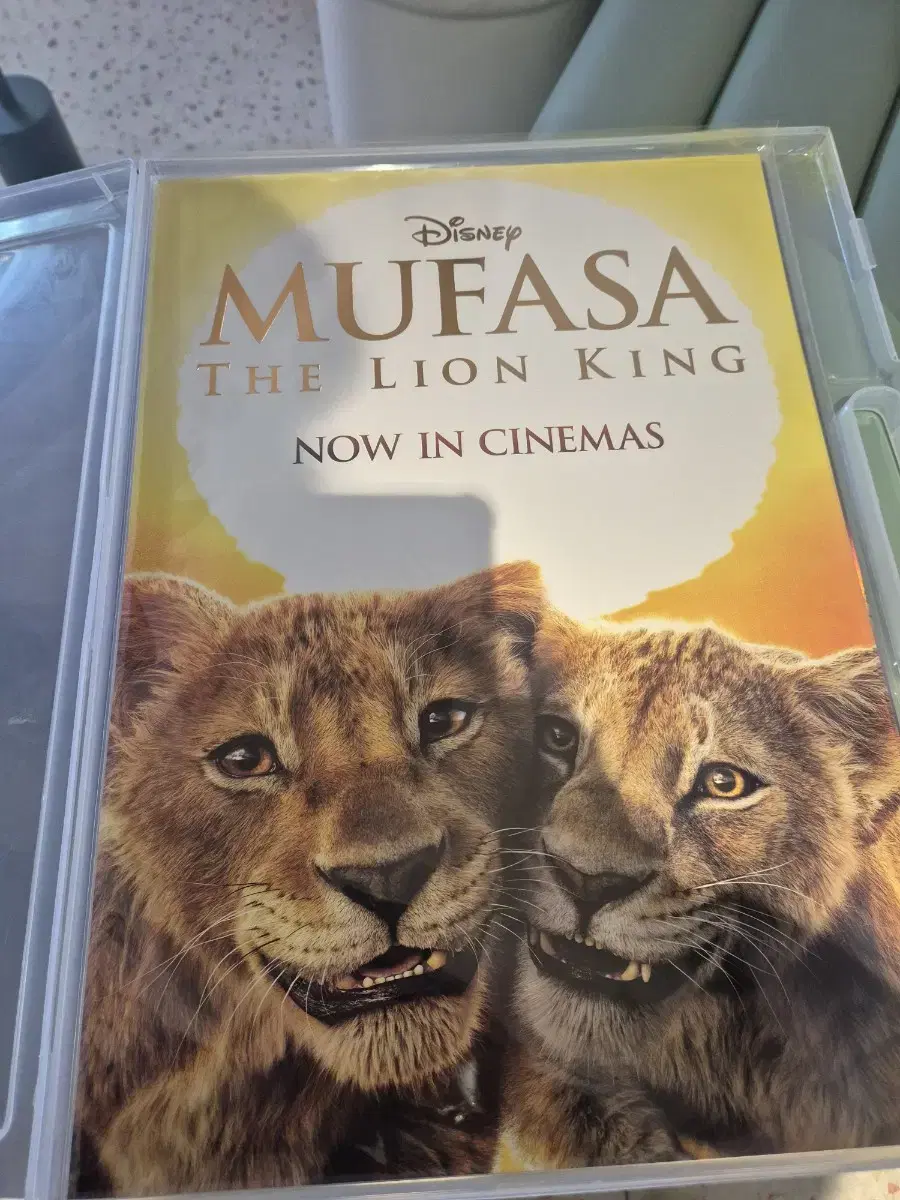 Disney
MUFASA
THE LION KING
NOW IN CINEMAS